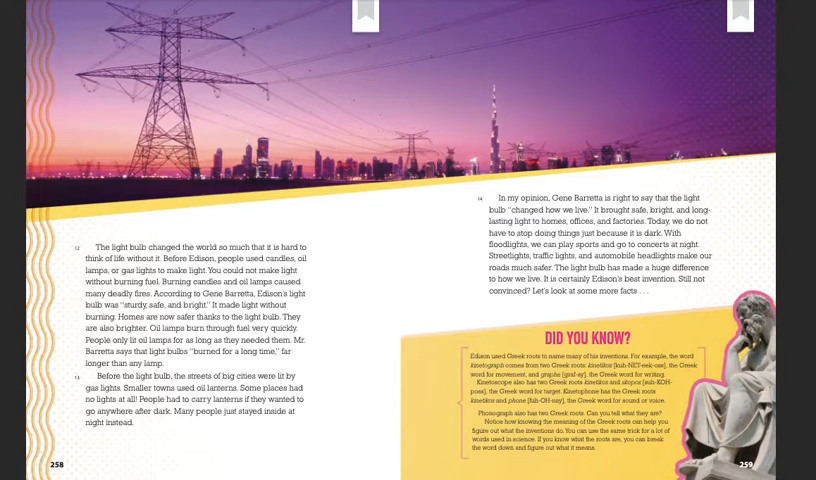 12 The light bulb changed the world so much that it is hard to
think of life without it. Before Edison, people used candles, oil
lamps, or gas lights to make light. You could not make light
without burning fuel. Burning candles and oil lamps caused
many deadly fires. According to Gene Barretta, Edison's light
bulb was "sturdy, safe, and bright." It made light without
burning. Homes are now safer thanks to the light bulb. They
are also brighter. Oil lamps burn through fuel very quickly.
People only lit oil lamps for as long as they needed them. Mr.
Barretta says that light bulbs "burned for a long time," far
longer than any lamp.
13 Before the light bulb, the streets of big cities were lit by
gas lights. Smaller towns used oil lanterns. Some places had
no lights at all! People had to carry lanterns if they wanted to
go anywhere after dark. Many people just stayed inside at
night instead.
258
14 In my opinion, Gene Barretta is right to say that the light
bulb "changed how we live." It brought safe, bright, and long-
lasting light to homes, offices, and factories. Today, we do not
have to stop doing things just because it is dark. With
floodlights, we can play sports and go to concerts at night.
Streetlights, traffic lights, and automobile headlights make our
roads much safer. The light bulb has made a huge difference
to how we live. It is certainly Edison's best invention. Still not
convinced? Let's look at some more facts . . .
DID YOU KNOW?
Edison used Greek roots to name many of his inventions. For example, the word
kinetograph comes from two Greek roots: kinetikos [kuh-NET-eek-ose], the Greek
word for movement, and graphe [graf-ay], the Greek word for writing.
Kinetoscope also has two Greek roots kinetikos and skopos [suh-KOH-
pose], the Greek word for target. Kinetophone has the Greek roots
kinetikos and phone [fuh-OH-nay], the Greek word for sound or voice.
Phonograph also has two Greek roots. Can you tell what they are?
Notice how knowing the meaning of the Greek roots can help you
figure out what the inventions do. You can use the same trick for a lot of
words used in science. If you know what the roots are, you can break
the word down and figure out what it means.
259